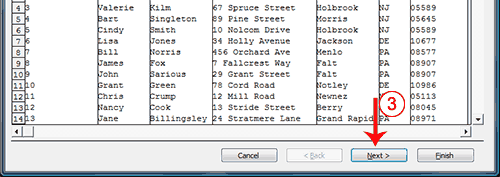 4 3 Valerie Kilm 67 Spruce Street Holbrook NJ 05589
5 4 Bart Singleton 89 Pine Street Morris NJ 05645
6 5 Cindy Smith 10 Nolcom Drive Holbrook NJ 05589
7 6 Lisa Jones 34 Holly Avenue Jackson DE 10677
8 7 Bill Norris 456 Orchard Ave Menlo PA 08577
9 8 James Fox 7 Fallcrest Way Falt PA 08907
10 9 John Sarious 29 Grant Street Falt PA 08907
11 10 Grant Green 78 Cord Road Notley DE 10986
12 11 Chris Crump 12 Mill Road Newnez 05113
13 12 Nancy Cook 13 Stride Street Berry 08045
14 13 Jane Billingsley 24 Stratmere Lane Grand Rapid PA 08971
3
Cancel < Back Next > Finish